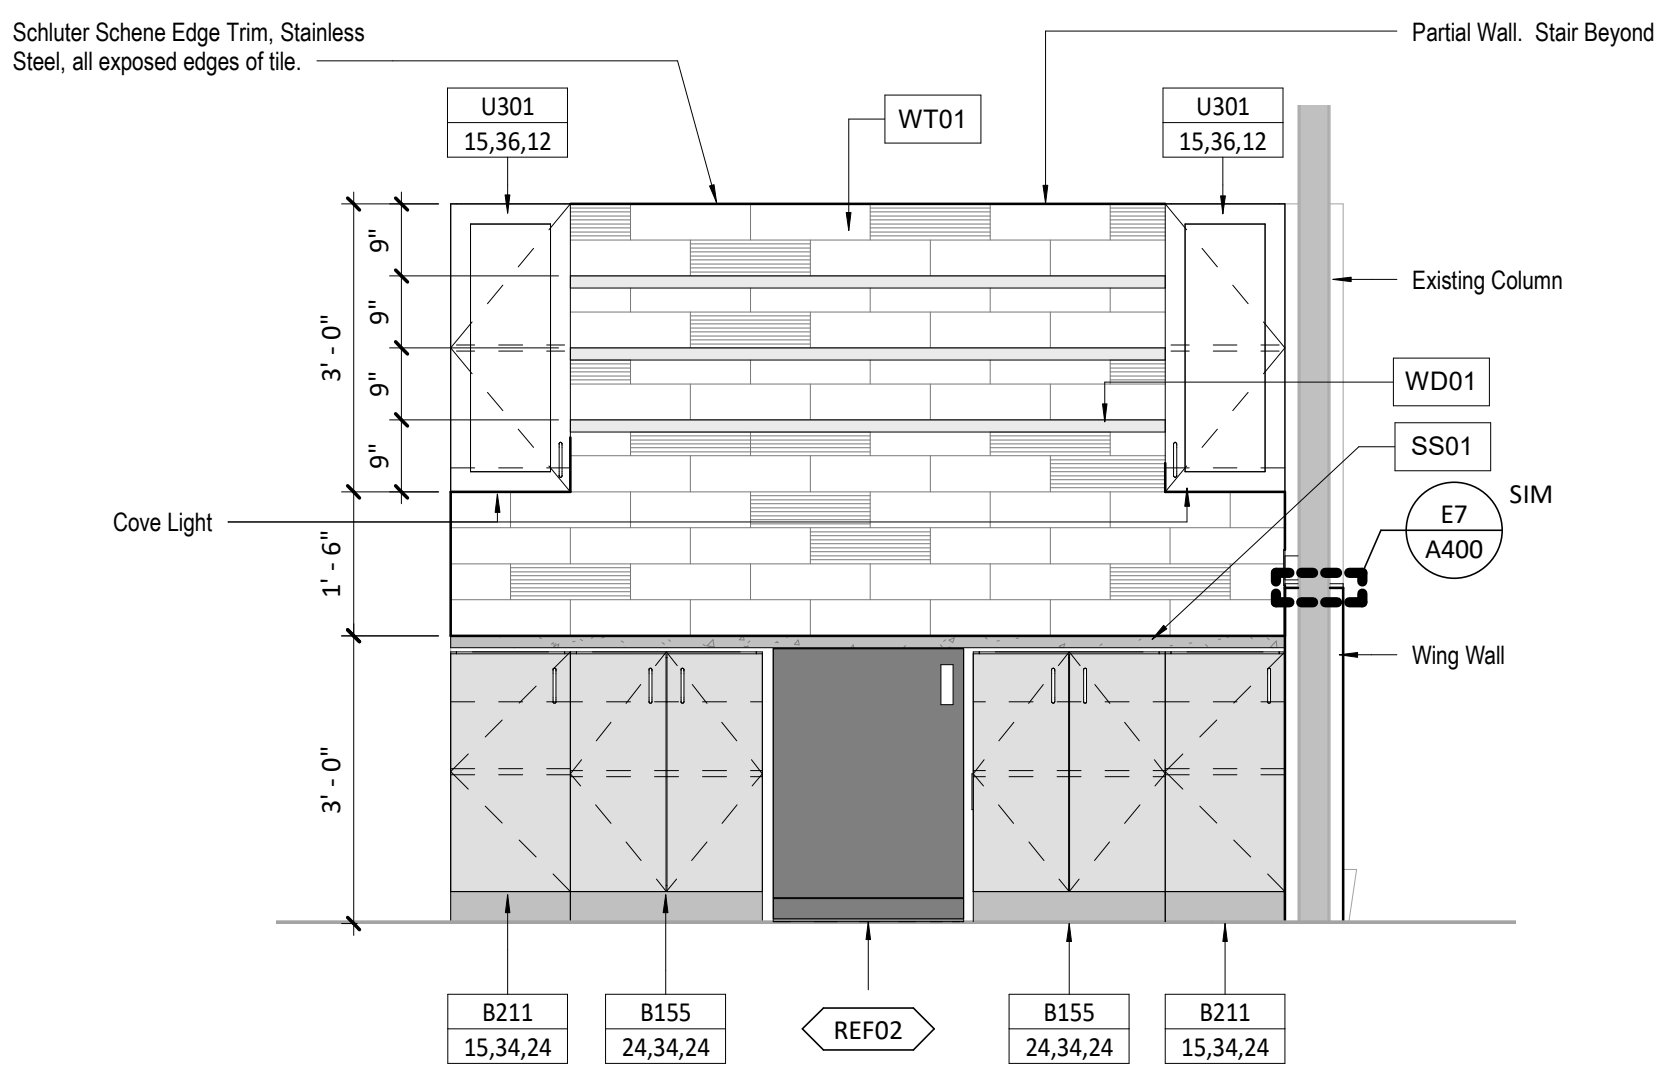 Schluter Schene Edge Trim, Stainless
Steel, all exposed edges of tile.
Partial Wall.  Stair Beyond
U301
15,36,12
WT01
U301
15,36,12
9"
9"
9"
9"
3' - 0"
1' - 6"
3' - 0"
Existing Column
WD01
SS01
SIM
E7
A400
Cove Light
Wing Wall
B211
15,34,24
B155
24,34,24
REF02
B155
24,34,24
B211
15,34,24